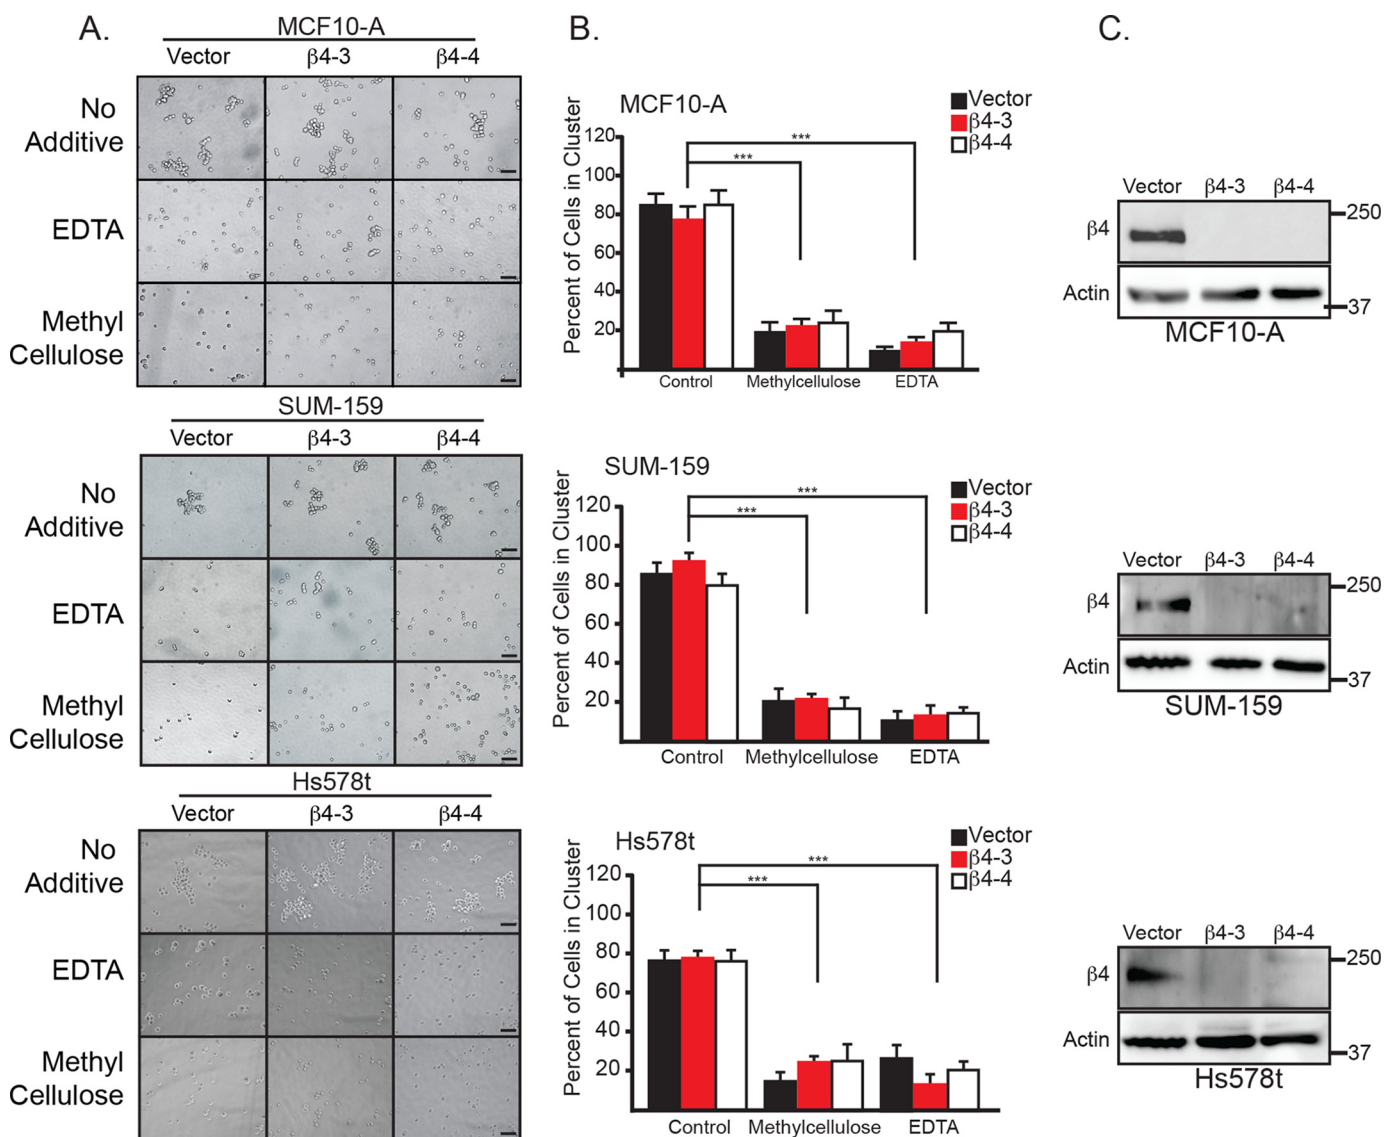 A.
MCF10-A
Vector β4-3 β4-4
No
Additive
EDTA
Methyl
Cellulose
SUM-159
Vector β4-3 β4-4
No
Additive
EDTA
Methyl
Cellulose
Hs578t
Vector β4-3 β4-4
No
Additive
EDTA
Methyl
Cellulose
B.
MCF10-A
Vector
β4-3
β4-4
Percent of Cells in Cluster
120
100
80
60
40
20
***
***
Control Methylcellulose EDTA
SUM-159
Vector
β4-3
β4-4
Percent of Cells in Cluster
120
100
80
60
40
20
***
***
Control Methylcellulose EDTA
Hs578t
Vector
β4-3
β4-4
Percent of Cells in Cluster
120
100
80
60
40
20
***
***
Control Methylcellulose EDTA
C.
Vector β4-3 β4-4
β4
250
Actin
37
MCF10-A
Vector β4-3 β4-4
β4
250
Actin
37
SUM-159
Vector β4-3 β4-4
β4
250
Actin
37
Hs578t